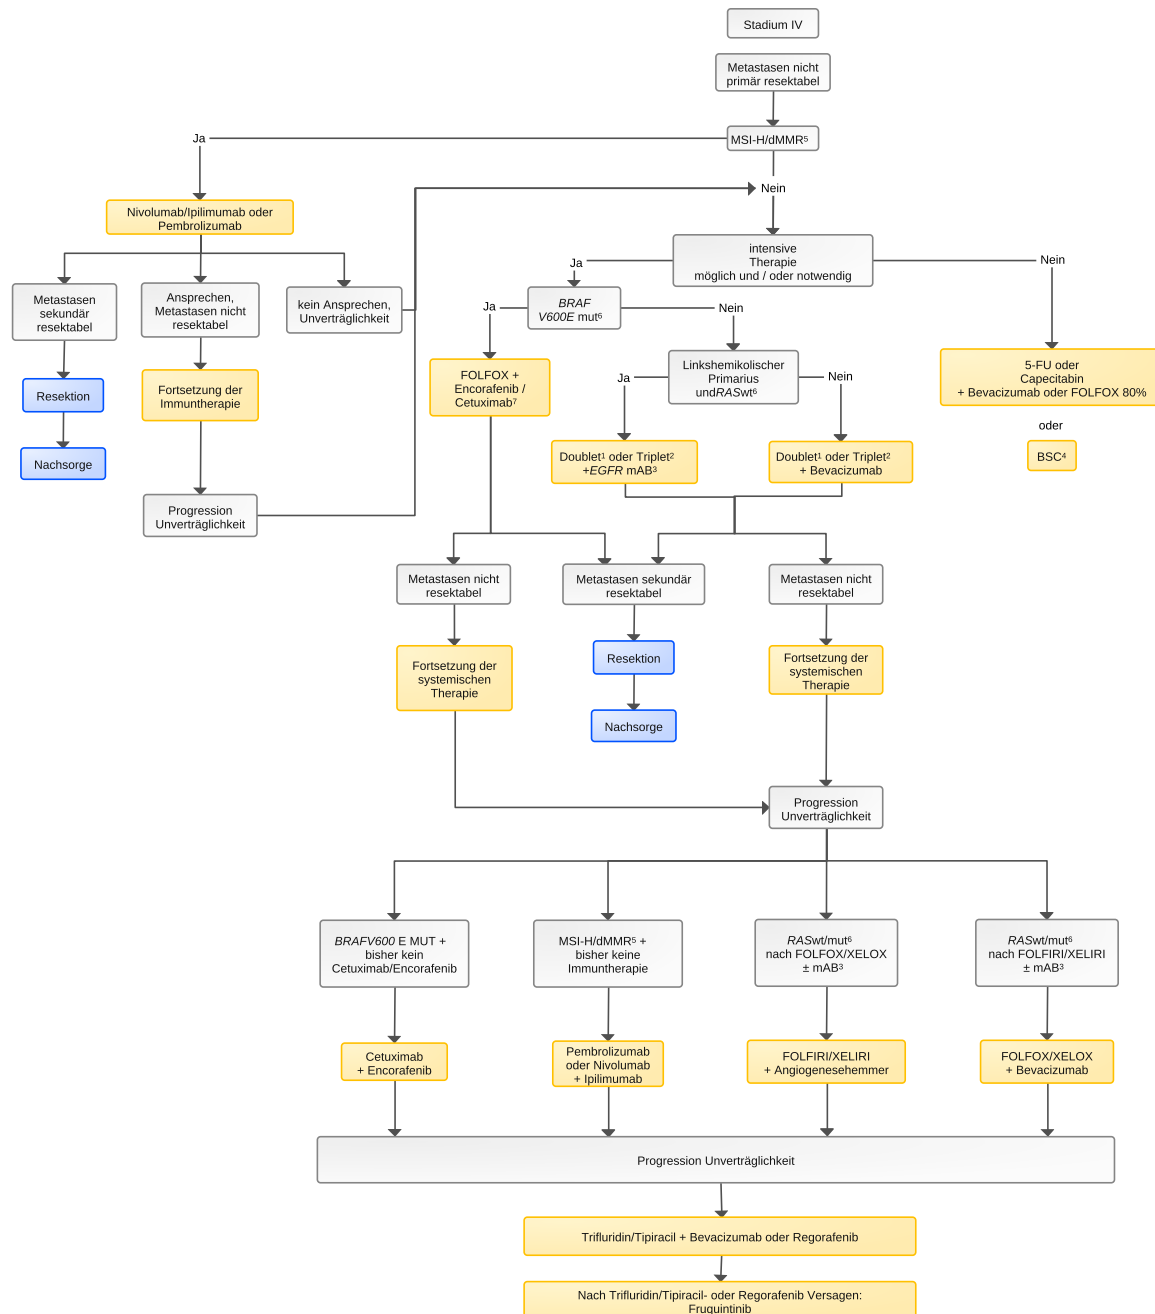 Stadium IV
Metastasen nicht
primär resektabel
MSI-H/dMMR⁵
Ja
Nein
Nivolumab/Ipilimumab oder
Pembrolizumab
intensive
Therapie
möglich und / oder notwendig
Ja
Nein
Metastasen
sekundär
resektabel
Ansprechen,
Metastasen nicht
resektabel
kein Ansprechen,
Unverträglichkeit
BRAF
V600E mut⁶
Ja
Nein
Resektion
Nachsorge
Fortsetzung der
Immuntherapie
Progression
Unverträglichkeit
FOLFOX +
Encorafenib /
Cetuximab⁷
Linkshemikolischer
Primarius
undRASwt⁶
Ja
Nein
5-FU oder
Capecitabin
+ Bevacizumab oder FOLFOX 80%
oder
BSC⁴
Doublet¹ oder Triplet²
+EGFR mAB³
Doublet¹ oder Triplet²
+ Bevacizumab
Metastasen nicht
resektabel
Metastasen sekundär
resektabel
Metastasen nicht
resektabel
Fortsetzung der
systemischen
Therapie
Resektion
Nachsorge
Fortsetzung der
systemischen
Therapie
Progression
Unverträglichkeit
BRAFV600 E MUT +
bisher kein
Cetuximab/Encorafenib
MSI-H/dMMR⁵ +
bisher keine
Immuntherapie
RASwt/mut⁶
nach FOLFOX/XELOX
± mAB³
RASwt/mut⁶
nach FOLFIRI/XELIRI
± mAB³
Cetuximab
+ Encorafenib
Pembrolizumab
oder Nivolumab
+ Ipilimumab
FOLFIRI/XELIRI
+ Angiogenesehemmer
FOLFOX/XELOX
+ Bevacizumab
Progression Unverträglichkeit
Trifluridin/Tipiracil + Bevacizumab oder Regorafenib
Nach Trifluridin/Tipiracil- oder Regorafenib Versagen:
Fruquintinib